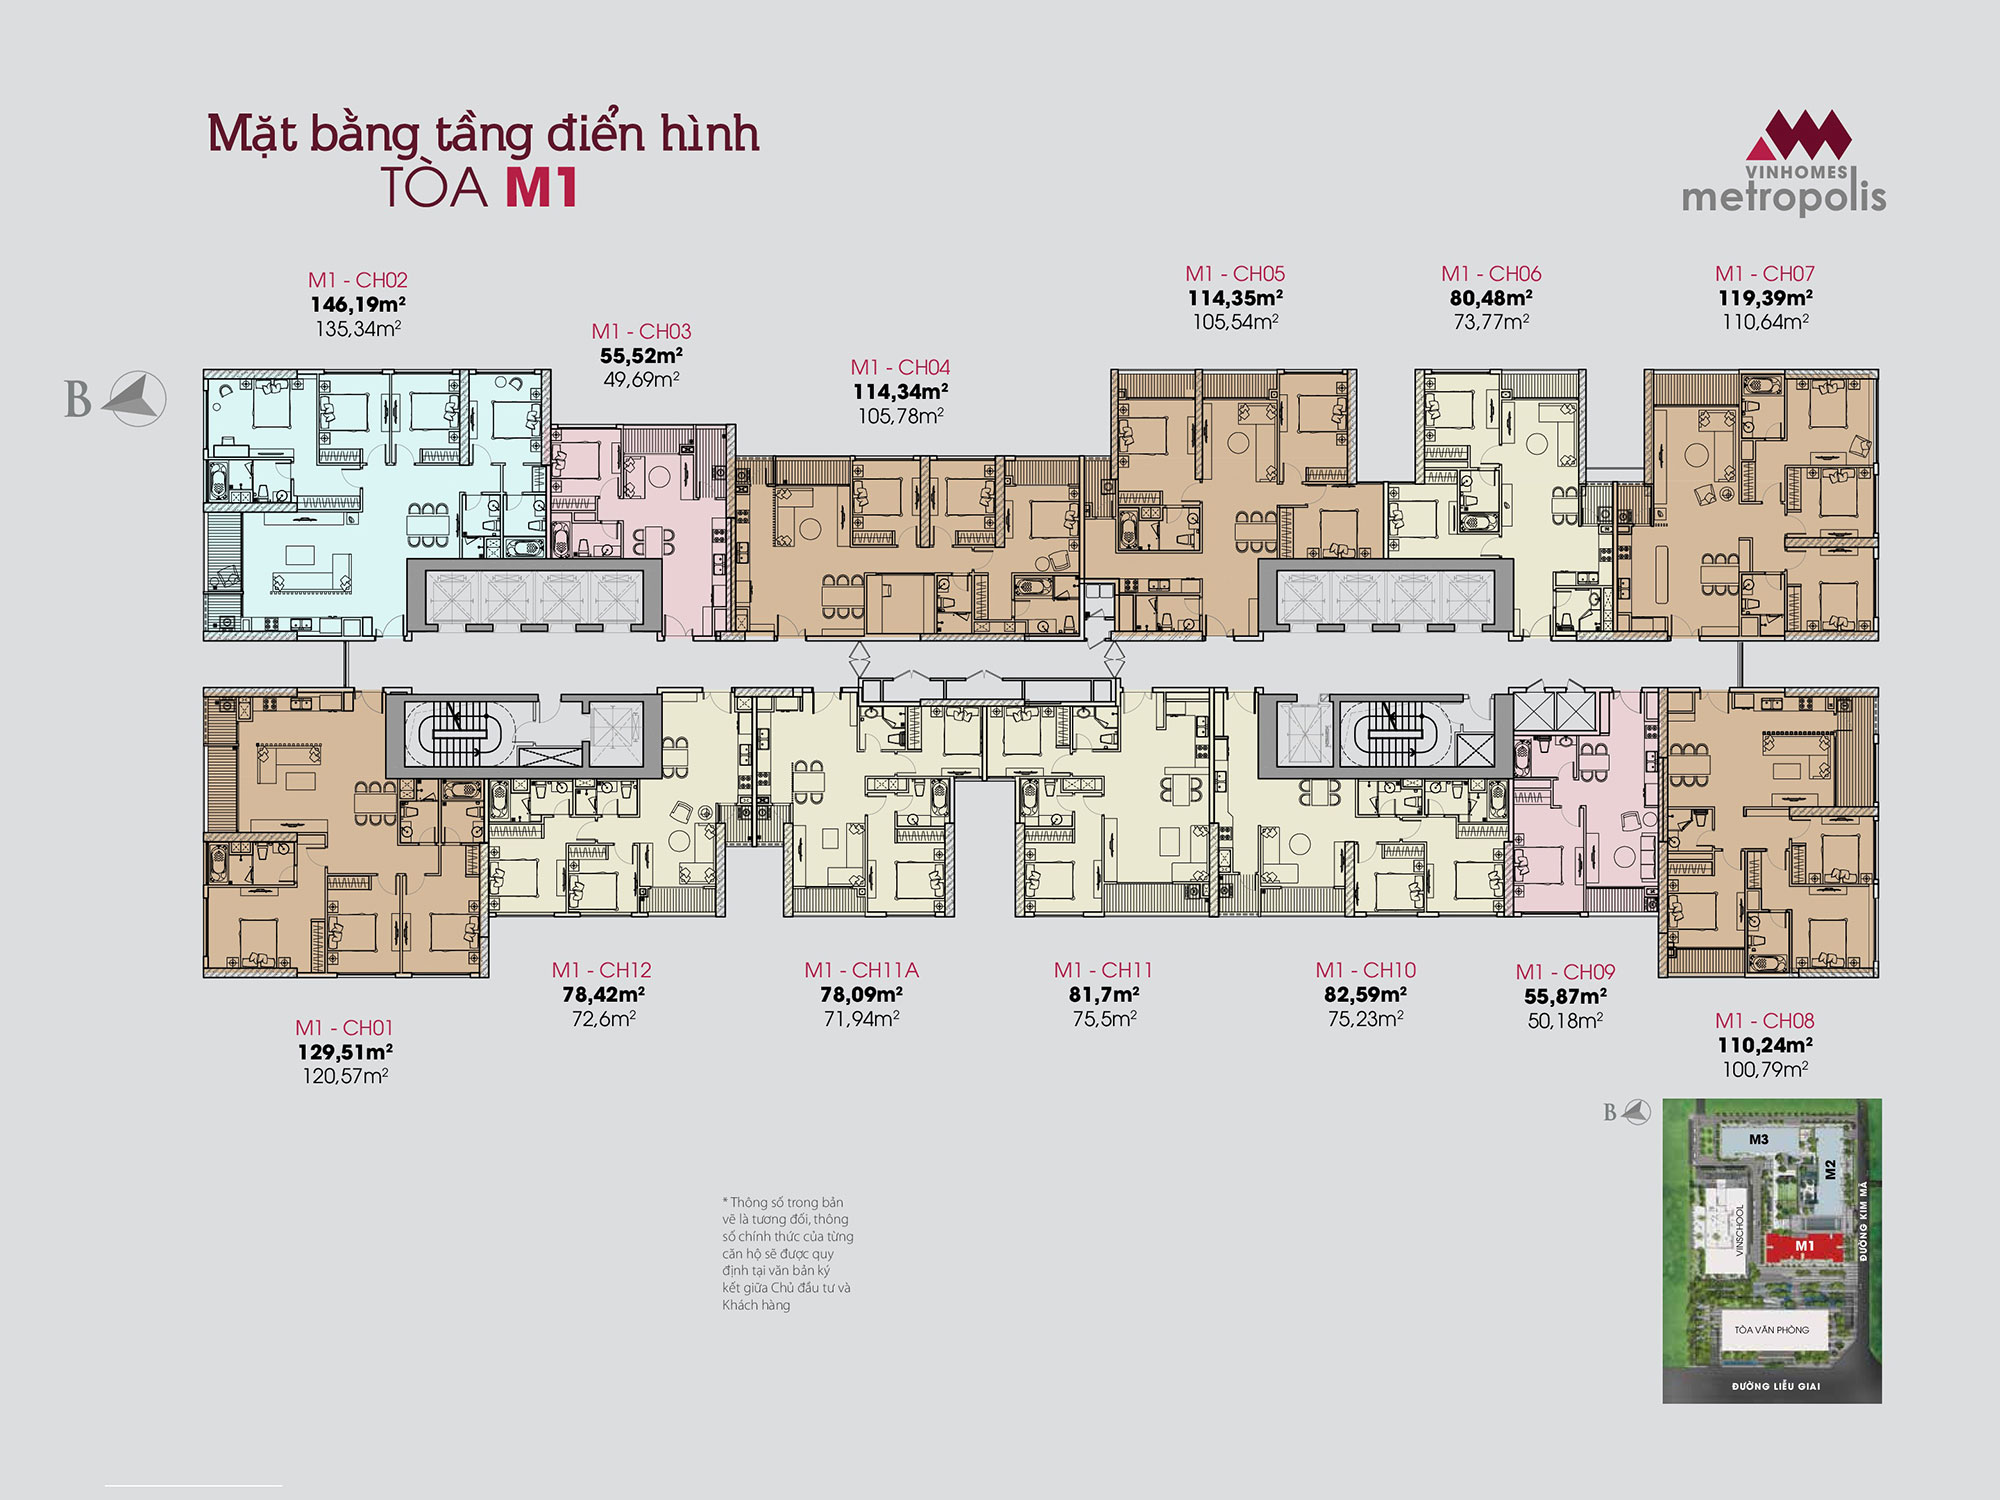 Mặt bằng tầng điển hình
TÒA M1
VINHOMES
metropolis
M1 - CH02
146,19m²
135,34m²
M1 - CH03
55,52m²
49,69m²
M1 - CH04
114,34m²
105,78m²
M1 - CH05
114,35m²
105,54m²
M1 - CH06
80,48m²
73,77m²
M1 - CH07
119,39m²
110,64m²
B
M1 - CH01
129,51m²
120,57m²
M1 - CH12
78,42m²
72,6m²
M1 - CH11A
78,09m²
71,94m²
M1 - CH11
81,7m²
75,5m²
M1 - CH10
82,59m²
75,23m²
M1 - CH09
55,87m²
50,18m²
M1 - CH08
110,24m²
100,79m²
* Thông số trong bản
vẽ là tương đối, thông
số chính thức của từng
căn hộ sẽ được quy
định tại văn bản ký
kết giữa Chủ đầu tư và
Khách hàng
B
M3
M2
VINSCHOOL
M1
ĐƯỜNG KIM MÃ
TÒA VĂN PHÒNG
ĐƯỜNG LIỄU GIAI